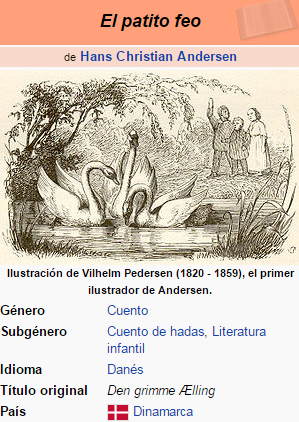 El patito feo
de Hans Christian Andersen
Ilustración de Vilhelm Pedersen (1820 - 1859), el primer
ilustrador de Andersen.
Género Cuento
Subgénero Cuento de hadas, Literatura
infantil
Idioma Danés
Título original Den grimme Ælling
País Dinamarca